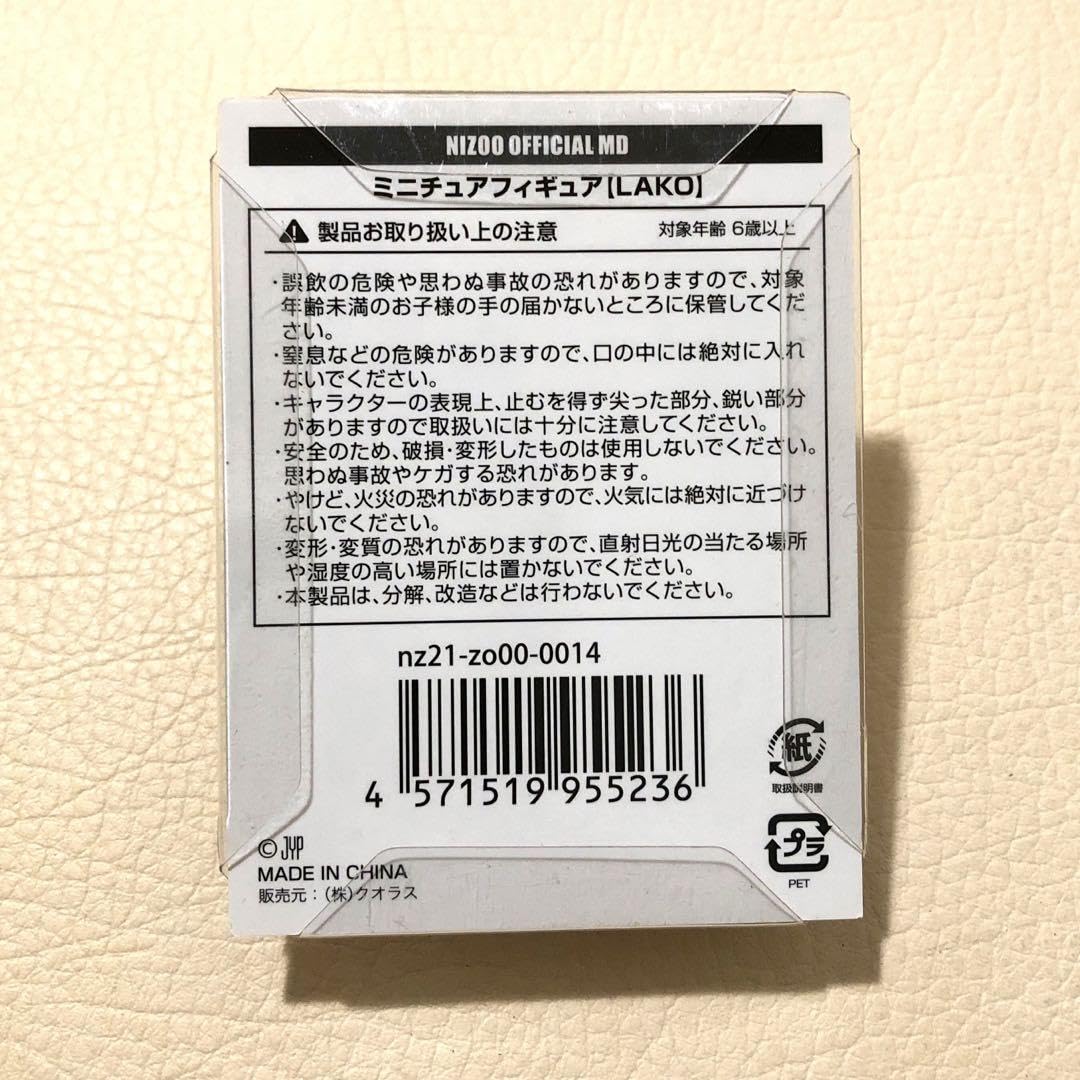 NIZOO OFFICIAL MD
ミニチュアフィギュア【LAKO】
製品お取り扱い上の注意 対象年齢 6歳以上
・誤飲の危険や思わぬ事故の恐れがありますので、対象
年齢未満のお子様の手の届かないところに保管してくだ
さい。
・窒息などの危険がありますので、口の中には絶対に入れ
ないでください。
・キャラクターの表現上、止むを得ず尖った部分、鋭い部分
がありますので取扱いには十分に注意してください。
・安全のため、破損・変形したものは使用しないでください。
思わぬ事故やケガする恐れがあります。
・やけど、火災の恐れがありますので、火気には絶対に近づけ
ないでください。
・変形・変質の恐れがありますので、直射日光の当たる場所
や湿度の高い場所には置かないでください。
・本製品は、分解、改造などは行わないでください。
nz21-zo00-0014
4 571519 955236
紙
取扱説明書
プラ
PET
© JYP
MADE IN CHINA
販売元:(株)クオラス